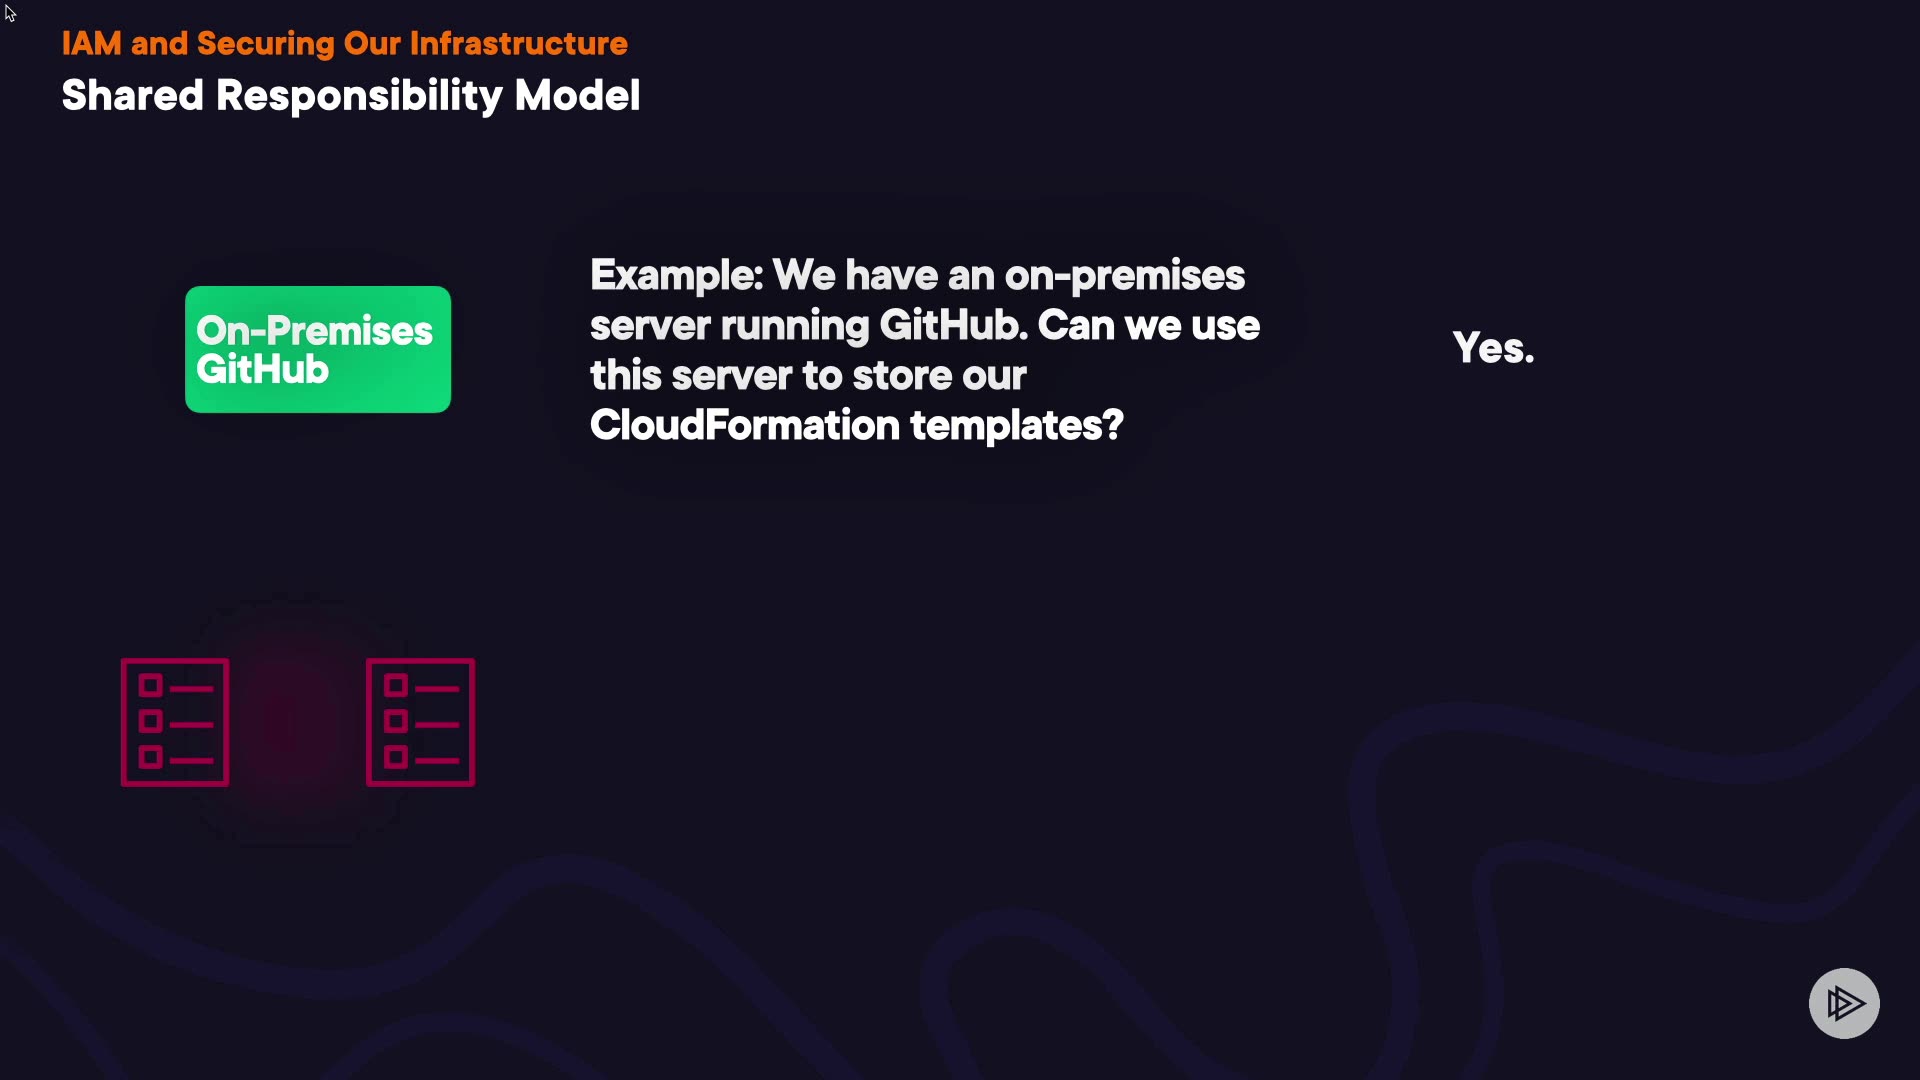 IAM and Securing Our Infrastructure
Shared Responsibility Model
On-Premises
GitHub
Example: We have an on-premises
server running GitHub. Can we use
this server to store our
CloudFormation templates?
Yes.